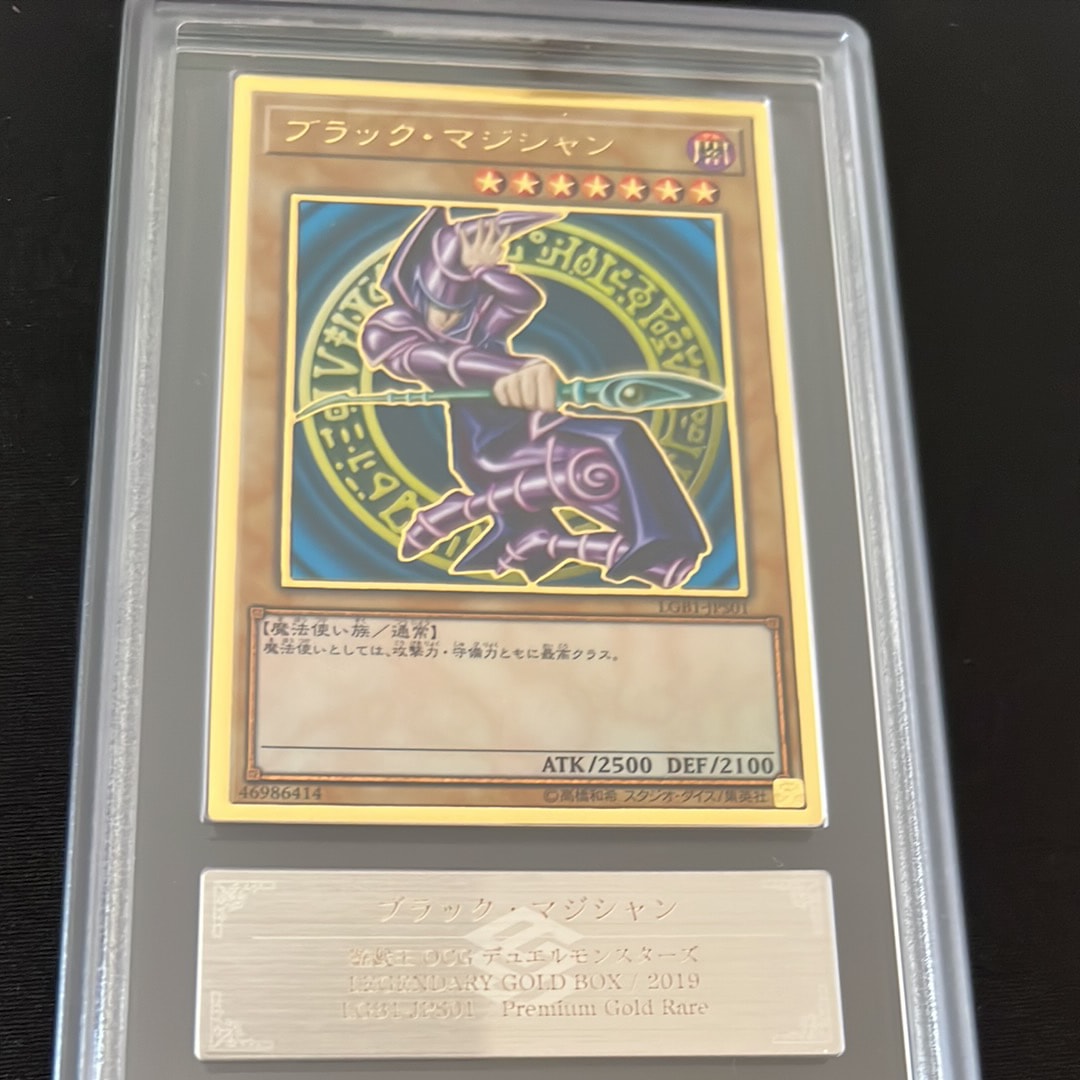 ブラック・マジシャン
闇
LGB1-JPS01
【魔法使い族／通常】
魔法使いとしては、攻撃力・守備力ともに最高クラス。
ATK/2500 DEF/2100
46986414
©高橋和希 スタジオ・ダイス/集英社
ブラック・マジシャン
遊戯王 OCG デュエルモンスターズ
LEGENDARY GOLD BOX / 2019
LGB1-JPS01 Premium Gold Rare